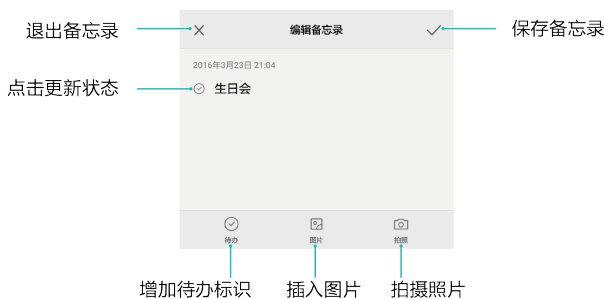 退出备忘录
编辑备忘录
保存备忘录
2016年3月23日 21:04
点击更新状态
生日会
待办
图片
拍照
增加待办标识
插入图片
拍摄照片